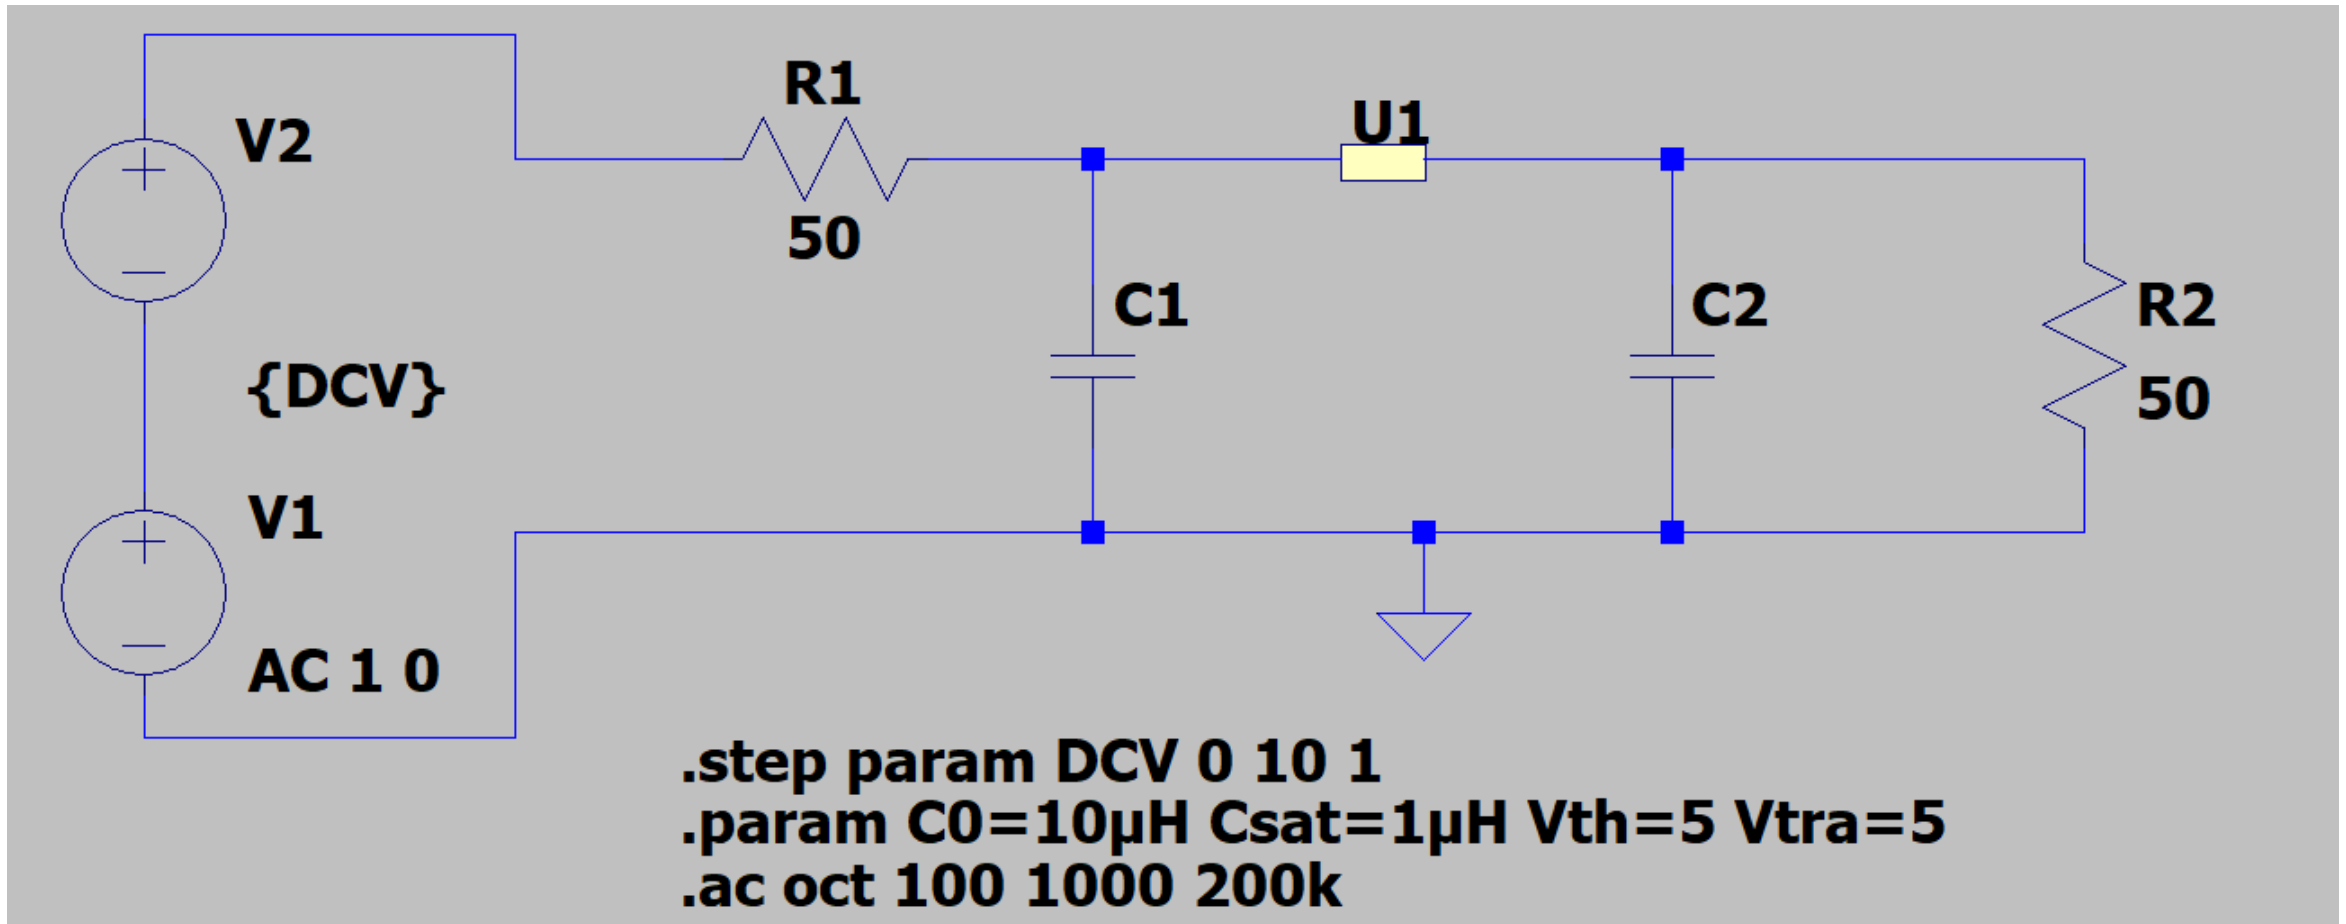 V2
{DCV}
V1
AC 1 0
R1
50
C1
U1
C2
R2
50
.step param DCV 0 10 1
.param C0=10µH Csat=1µH Vth=5 Vtra=5
.ac oct 100 1000 200k